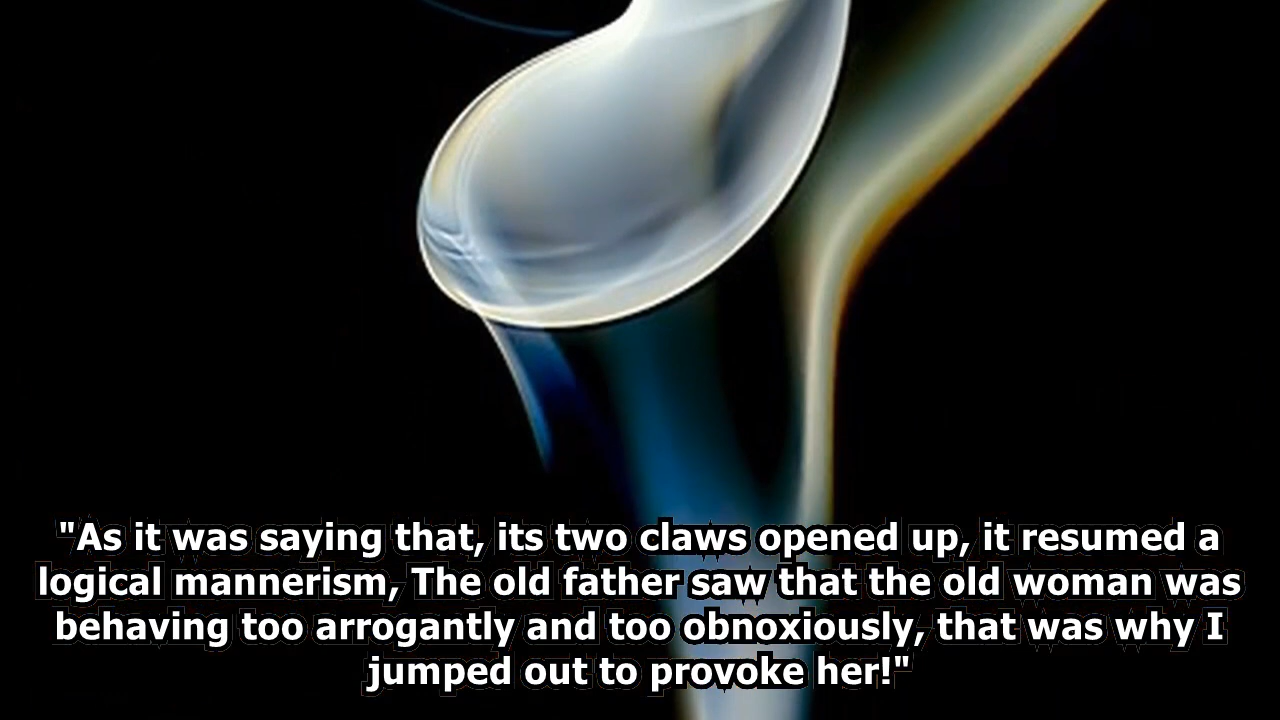 "As it was saying that, its two claws opened up, it resumed a
logical mannerism, The old father saw that the old woman was
behaving too arrogantly and too obnoxiously, that was why I
jumped out to provoke her!"